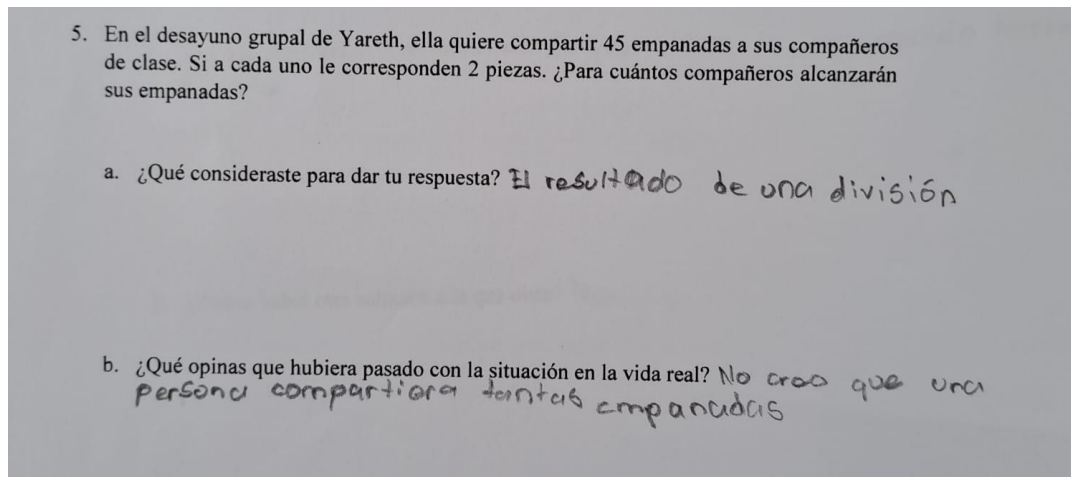 5. En el desayuno grupal de Yareth, ella quiere compartir 45 empanadas a sus compañeros
de clase. Si a cada uno le corresponden 2 piezas. ¿Para cuántos compañeros alcanzarán
sus empanadas?
a. ¿Qué consideraste para dar tu respuesta? El resultado de una división
b. ¿Qué opinas que hubiera pasado con la situación en la vida real? No creo que una
persona compartiera tantas empanadas